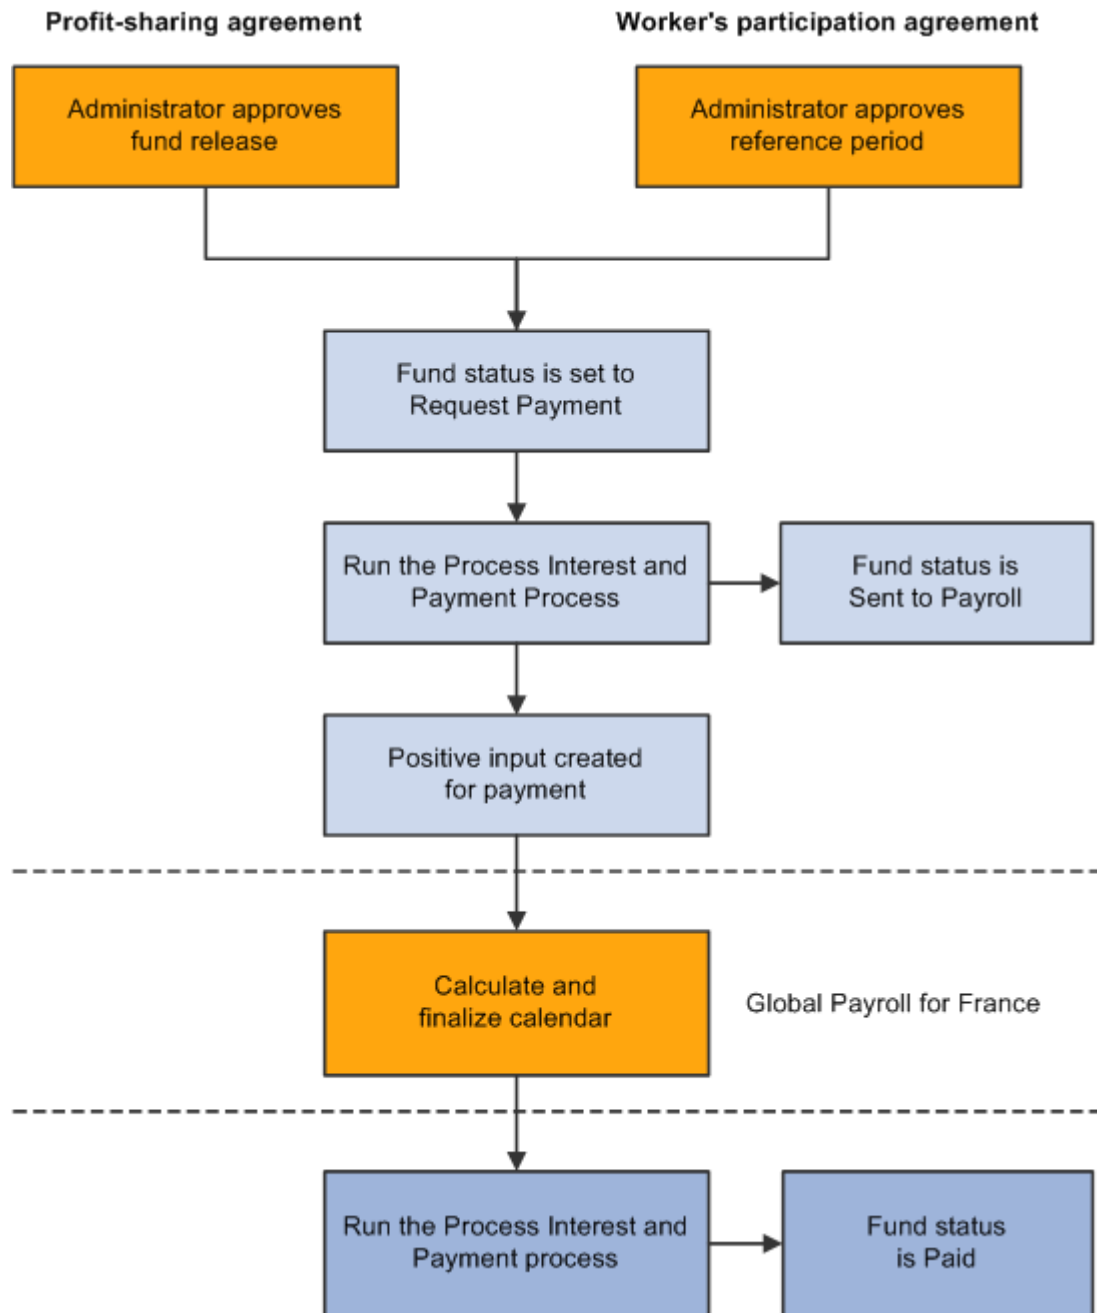 Profit-sharing agreement
Worker's participation agreement
Administrator approves
fund release
Administrator approves
reference period
Fund status is set to
Request Payment
Run the Process Interest and
Payment Process
Fund status is
Sent to Payroll
Positive input created
for payment
Calculate and
finalize calendar
Global Payroll for France
Run the Process Interest and
Payment process
Fund status
is Paid